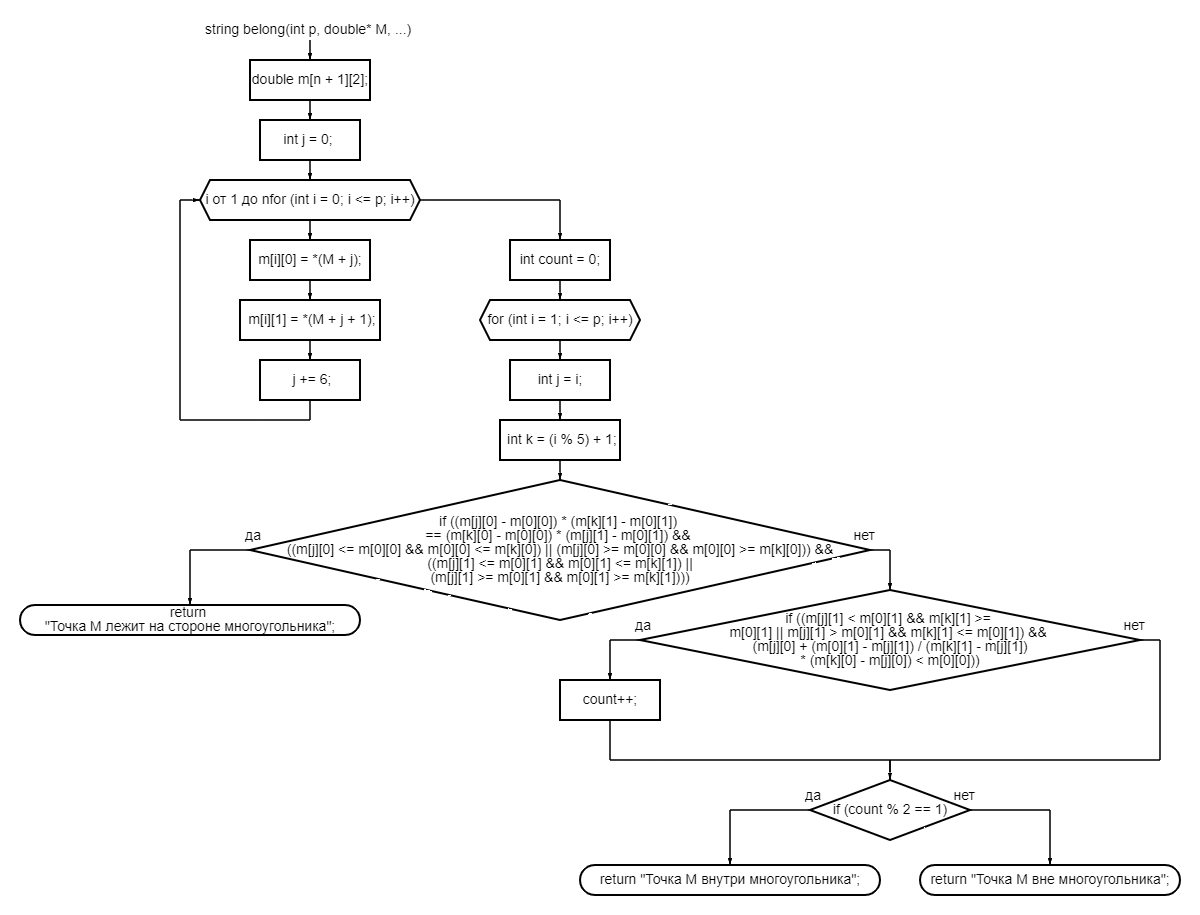 string belong(int p, double* M, ...)
double m[n + 1][2];
int j = 0;
i от 1 до nfor (int i = 0; i <= p; i++)
m[i][0] = *(M + j);
m[i][1] = *(M + j + 1);
j += 6;
int count = 0;
for (int i = 1; i <= p; i++)
int j = i;
int k = (i % 5) + 1;
if ((m[j][0] - m[0][0]) * (m[k][1] - m[0][1])
== (m[k][0] - m[0][0]) * (m[j][1] - m[0][1]) &&
((m[j][0] <= m[0][0] && m[0][0] <= m[k][0]) || (m[j][0] >= m[0][0] && m[0][0] >= m[k][0])) &&
((m[j][1] <= m[0][1] && m[0][1] <= m[k][1]) ||
(m[j][1] >= m[0][1] && m[0][1] >= m[k][1])))
да
нет
return
"Точка M лежит на стороне многоугольника";
if ((m[j][1] < m[0][1] && m[k][1] >=
m[0][1] || m[j][1] > m[0][1] && m[k][1] <= m[0][1]) &&
(m[j][0] + (m[0][1] - m[j][1]) / (m[k][1] - m[j][1])
* (m[k][0] - m[j][0]) < m[0][0]))
да
нет
count++;
if (count % 2 == 1)
да
нет
return "Точка M внутри многоугольника";
return "Точка M вне многоугольника";